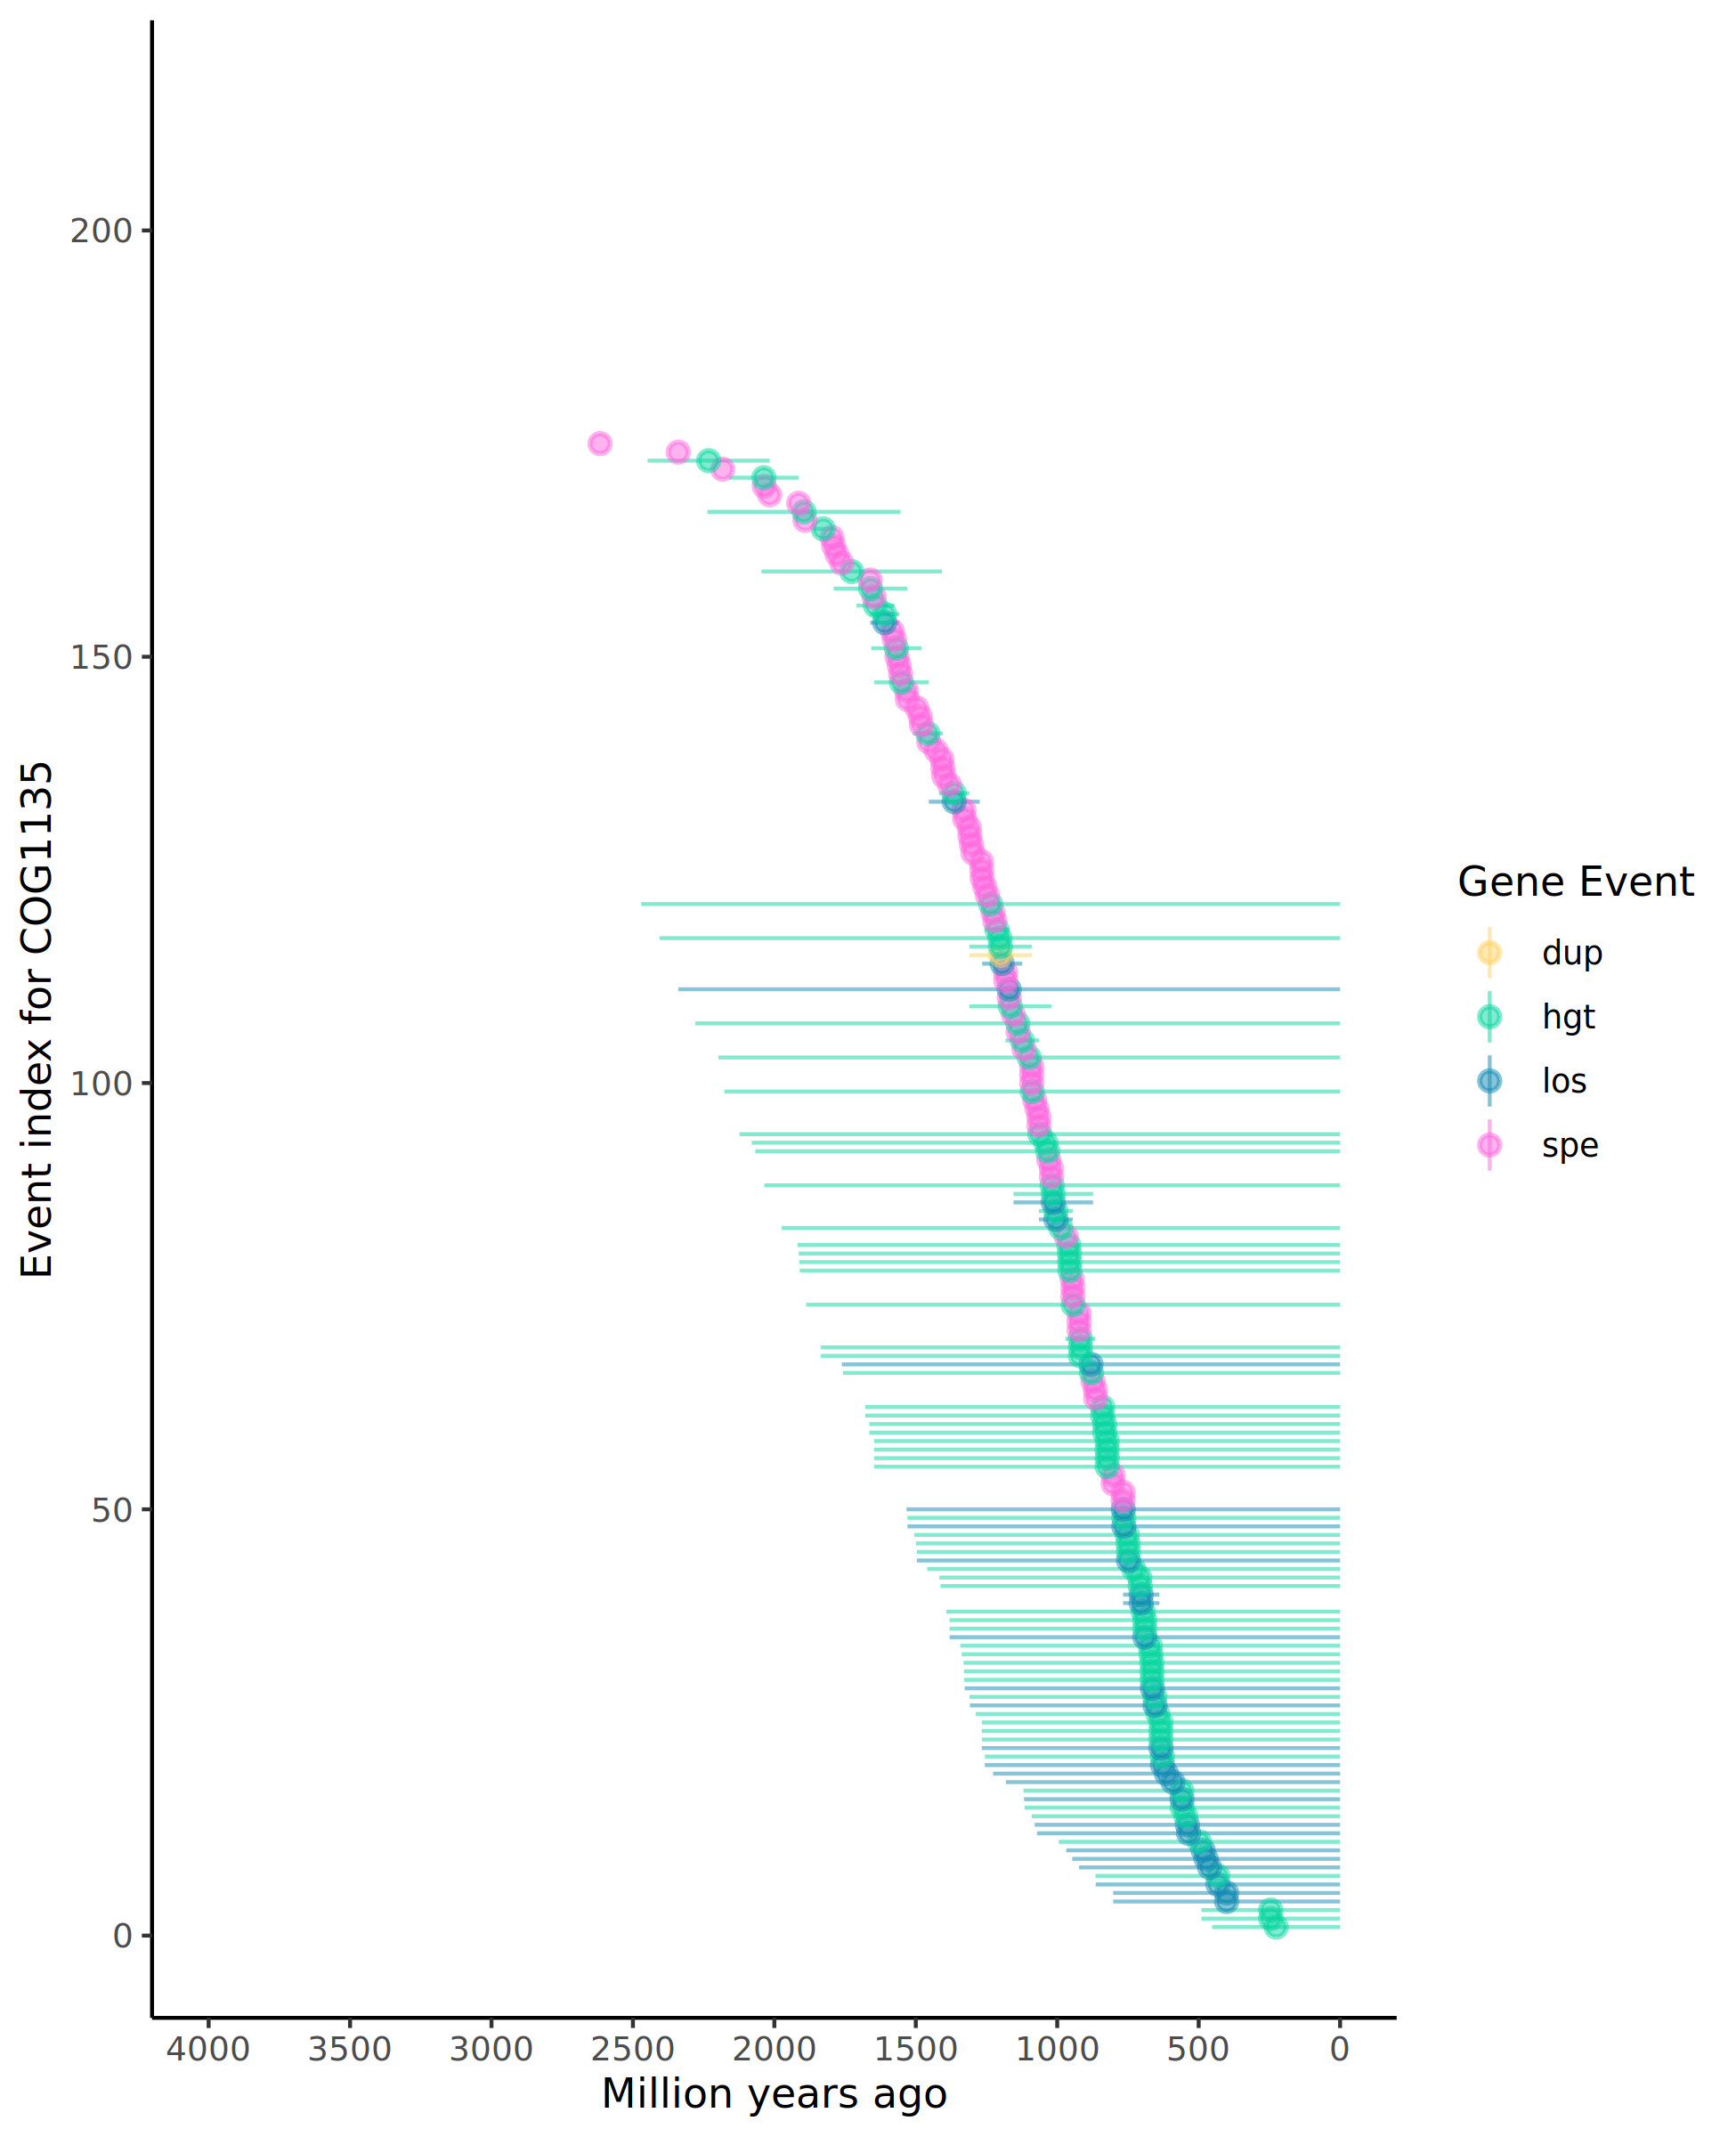 Event index for COG1135
200
150
100
50
0
4000 3500 3000 2500 2000 1500 1000 500 0
Million years ago
Gene Event
dup
hgt
los
spe